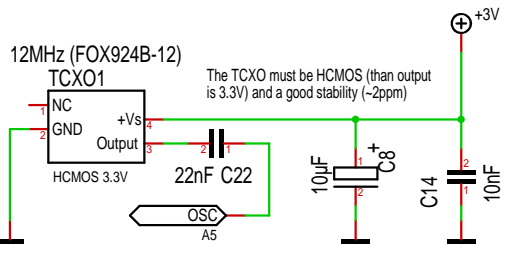 +3V
12MHz (FOX924B-12)
TCXO1
The TCXO must be HCMOS (than output
is 3.3V) and a good stability (~2ppm)
1 NC
+Vs 4
2 GND
Output 3
2 1
HCMOS 3.3V
22nF C22
OSC
A5
10µF
1
+
2
C8
C14
2
1
10nF